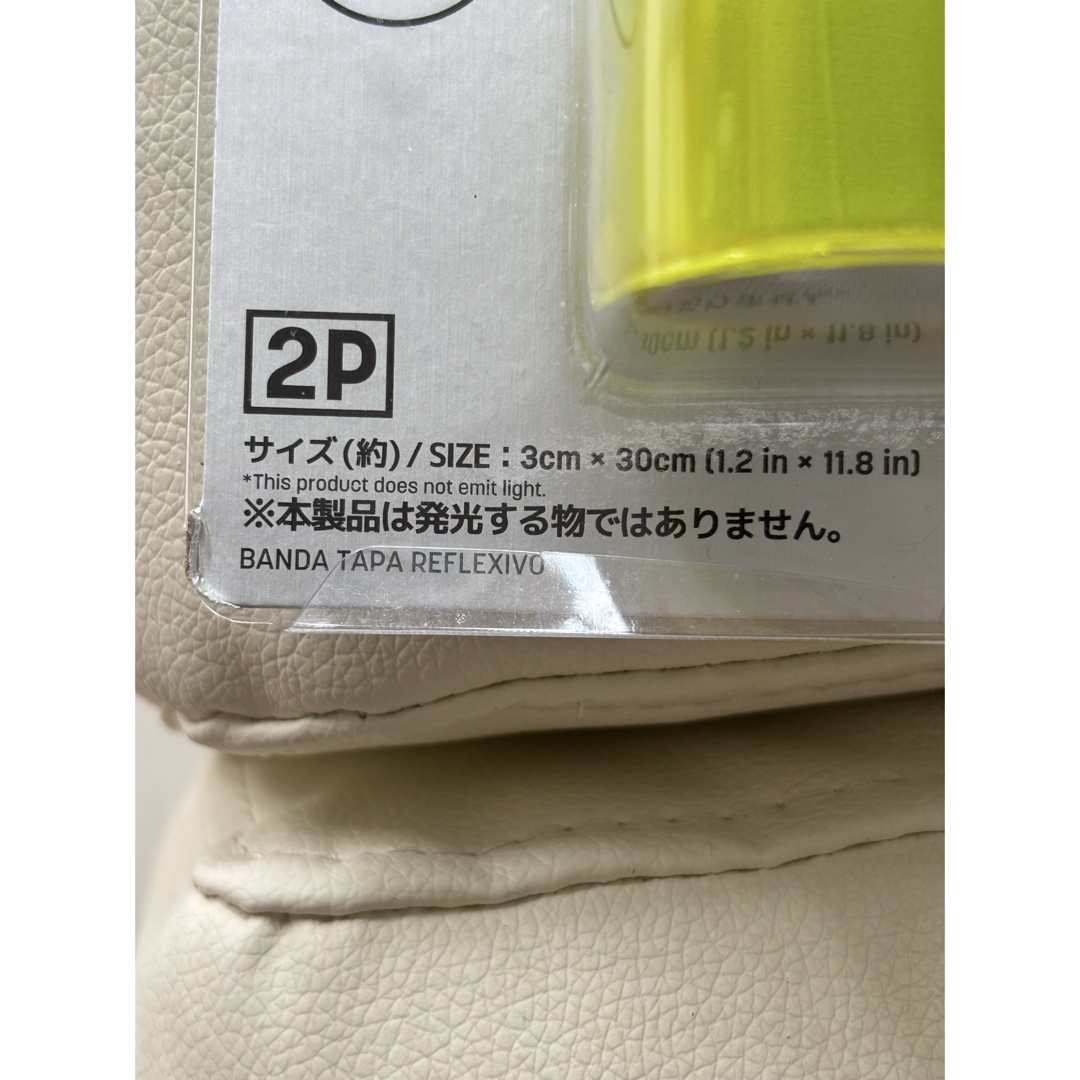 2P
サイズ(約)/SIZE：3cm × 30cm (1.2 in × 11.8 in)
*This product does not emit light.
※本製品は発光する物ではありません。
BANDA TAPA REFLEXIVO